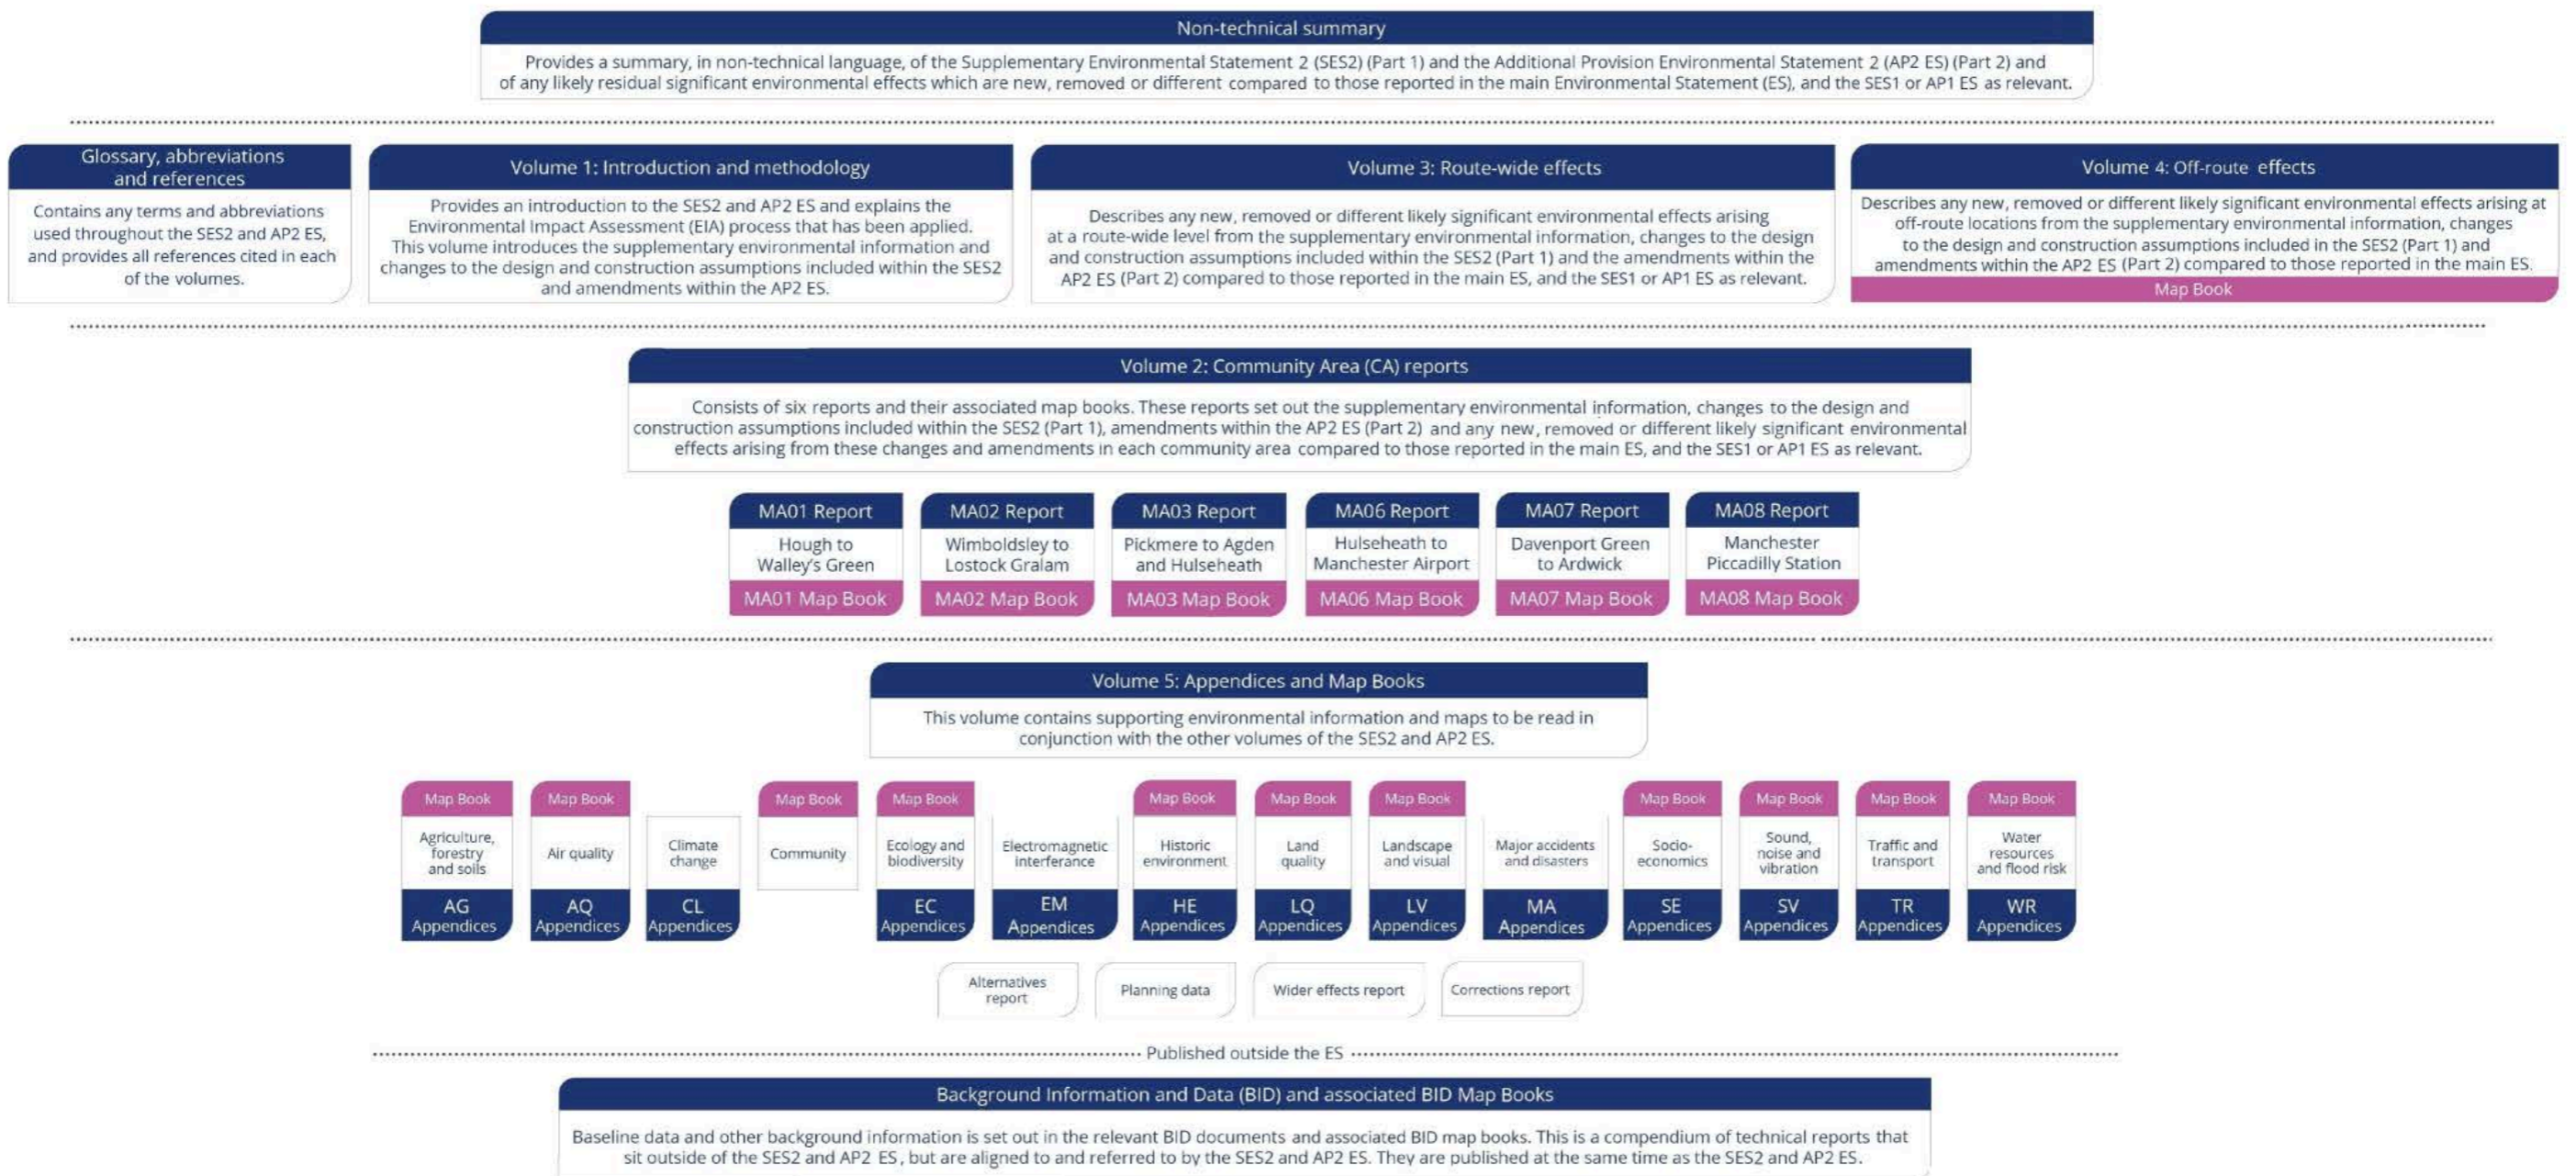 Non-technical summary
Provides a summary, in non-technical language, of the Supplementary Environmental Statement 2 (SES2) (Part 1) and the Additional Provision Environmental Statement 2 (AP2 ES) (Part 2) and
of any likely residual significant environmental effects which are new, removed or different compared to those reported in the main Environmental Statement (ES), and the SES1 or AP1 ES as relevant.
Glossary, abbreviations
and references
Contains any terms and abbreviations
used throughout the SES2 and AP2 ES,
and provides all references cited in each
of the volumes.
Volume 1: Introduction and methodology
Provides an introduction to the SES2 and AP2 ES and explains the
Environmental Impact Assessment (EIA) process that has been applied.
This volume introduces the supplementary environmental information and
changes to the design and construction assumptions included within the SES2
and amendments within the AP2 ES.
Volume 3: Route-wide effects
Describes any new, removed or different likely significant environmental effects arising
at a route-wide level from the supplementary environmental information, changes to the design
and construction assumptions included within the SES2 (Part 1) and the amendments within the
AP2 ES (Part 2) compared to those reported in the main ES, and the SES1 or AP1 ES as relevant.
Volume 4: Off-route effects
Describes any new, removed or different likely significant environmental effects arising at
off-route locations from the supplementary environmental information, changes
to the design and construction assumptions included in the SES2 (Part 1) and
amendments within the AP2 ES (Part 2) compared to those reported in the main ES.
Map Book
Volume 2: Community Area (CA) reports
Consists of six reports and their associated map books. These reports set out the supplementary environmental information, changes to the design and
construction assumptions included within the SES2 (Part 1), amendments within the AP2 ES (Part 2) and any new, removed or different likely significant environmental
effects arising from these changes and amendments in each community area compared to those reported in the main ES, and the SES1 or AP1 ES as relevant.
MA01 Report
Hough to
Walley's Green
MA01 Map Book
MA02 Report
Wimboldsley to
Lostock Gralam
MA02 Map Book
MA03 Report
Pickmere to Agden
and Hulseheath
MA03 Map Book
MA06 Report
Hulseheath to
Manchester Airport
MA06 Map Book
MA07 Report
Davenport Green
to Ardwick
MA07 Map Book
MA08 Report
Manchester
Piccadilly Station
MA08 Map Book
Volume 5: Appendices and Map Books
This volume contains supporting environmental information and maps to be read in
conjunction with the other volumes of the SES2 and AP2 ES.
Map Book
Agriculture,
forestry
and soils
AG
Appendices
Map Book
Air quality
AQ
Appendices
Climate
change
CL
Appendices
Map Book
Community
Map Book
Ecology and
biodiversity
EC
Appendices
Electromagnetic
interferance
EM
Appendices
Map Book
Historic
environment
HE
Appendices
Map Book
Land
quality
LQ
Appendices
Map Book
Landscape
and visual
LV
Appendices
Major accidents
and disasters
MA
Appendices
Map Book
Socio-
economics
SE
Appendices
Map Book
Sound,
noise and
vibration
SV
Appendices
Map Book
Traffic and
transport
TR
Appendices
Map Book
Water
resources
and flood risk
WR
Appendices
Alternatives
report
Planning data
Wider effects report
Corrections report
Published outside the ES
Background Information and Data (BID) and associated BID Map Books
Baseline data and other background information is set out in the relevant BID documents and associated BID map books. This is a compendium of technical reports that
sit outside of the SES2 and AP2 ES, but are aligned to and referred to by the SES2 and AP2 ES. They are published at the same time as the SES2 and AP2 ES.